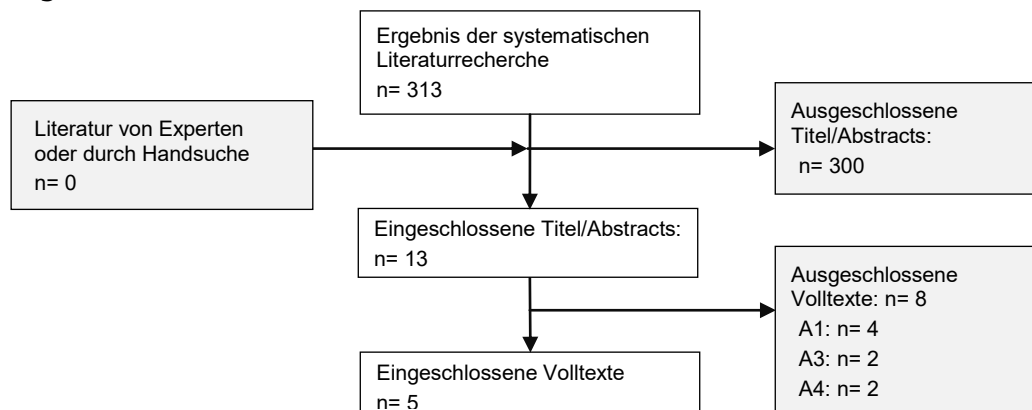 Ergebnis der systematischen
Literaturrecherche
n= 313
Literatur von Experten
oder durch Handsuche
n= 0
Ausgeschlossene
Titel/Abstracts:
n= 300
Eingeschlossene Titel/Abstracts:
n= 13
Ausgeschlossene
Volltexte: n= 8
A1: n= 4
A3: n= 2
A4: n= 2
Eingeschlossene Volltexte
n= 5